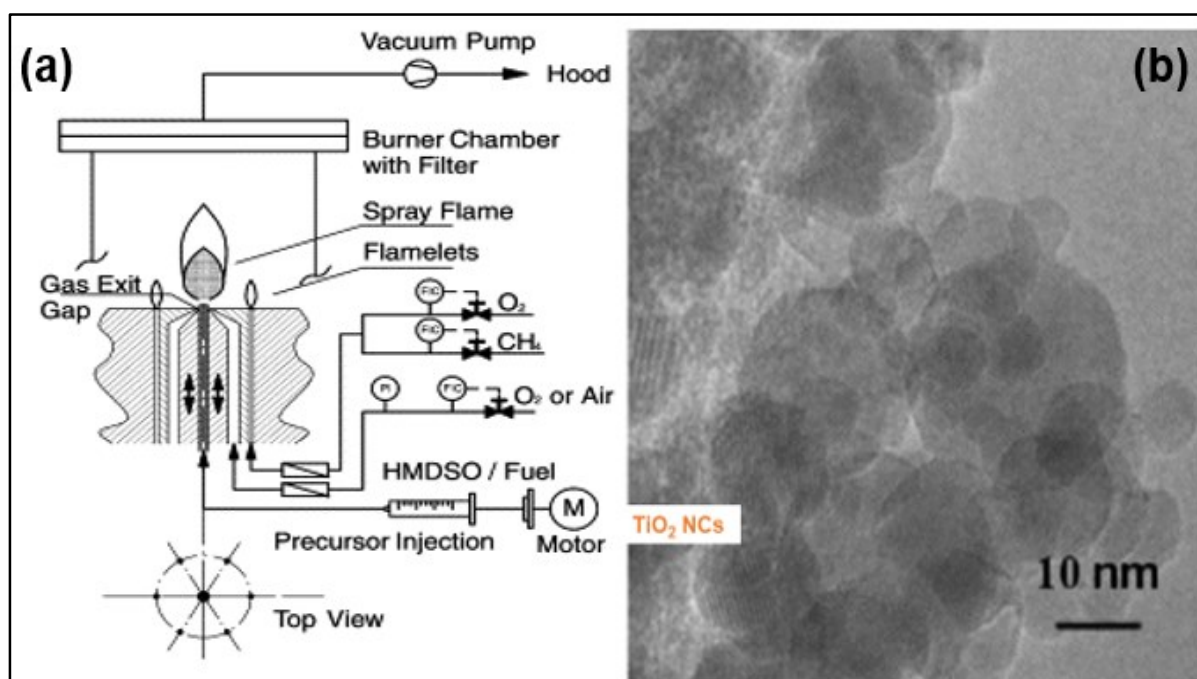 (a)
Vacuum Pump
Hood
Burner Chamber
with Filter
Spray Flame
Flamelets
Gas Exit
Gap
FIC
O₂
FIC
CH₄
PI
FIC
O₂ or Air
HMDSO / Fuel
M
Precursor Injection
Motor
Top View
(b)
TiO₂ NCs
10 nm